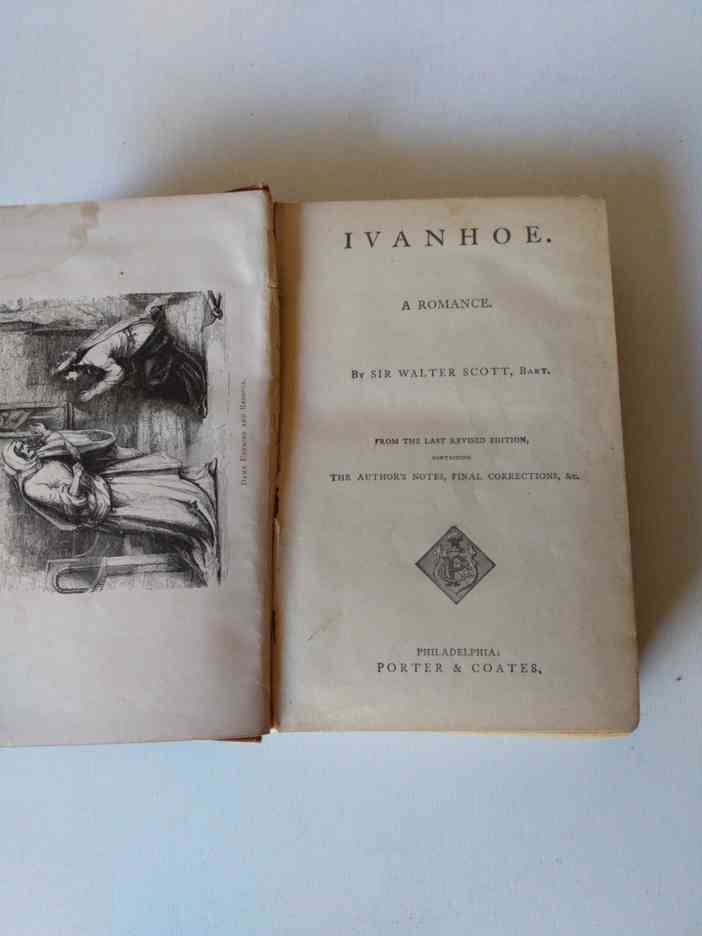 IVANHOE.
A ROMANCE.
By SIR WALTER SCOTT, Bart.
FROM THE LAST REVISED EDITION,
CONTAINING
THE AUTHOR'S NOTES, FINAL CORRECTIONS, &c.
PHILADELPHIA:
PORTER & COATES.